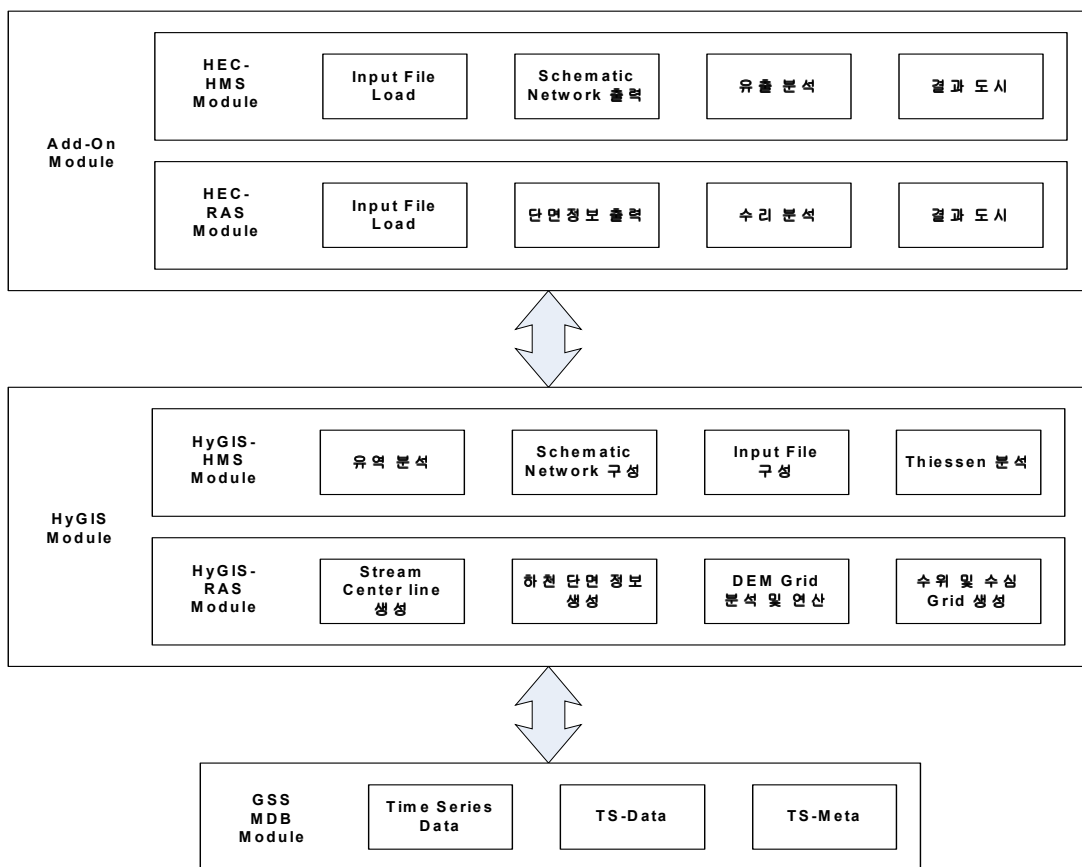 Add-On
Module
HEC-
HMS
Module
Input File
Load
Schematic
Network 출력
유출 분석
결과 도시
HEC-
RAS
Module
Input File
Load
단면정보 출력
수리 분석
결과 도시
HyGIS
Module
HyGIS-
HMS
Module
유역 분석
Schematic
Network 구성
Input File
구성
Thiessen 분석
HyGIS-
RAS
Module
Stream
Center line
생성
하천 단면 정보
생성
DEM Grid
분석 및 연산
수위 및 수심
Grid 생성
GSS
MDB
Module
Time Series
Data
TS-Data
TS-Meta